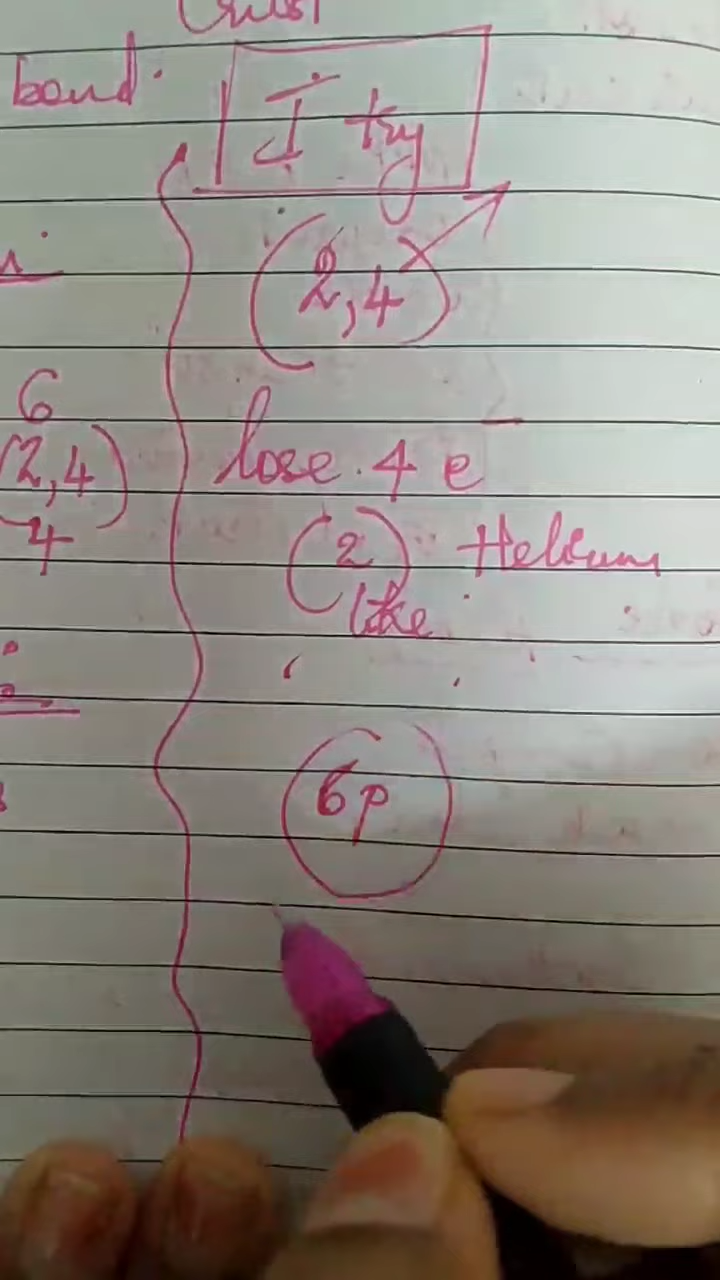 bond.
I try
(2,4)
6
(2,4)
4
lose. 4 e
(2) Helium
like
6p